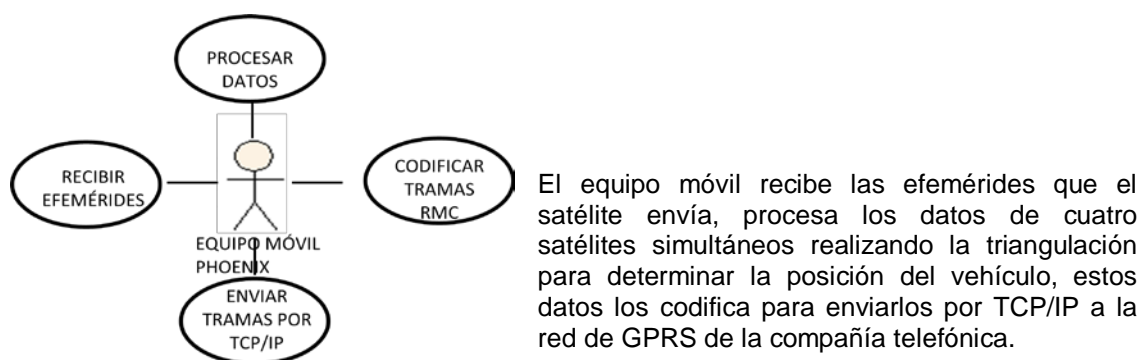 PROCESAR
DATOS
RECIBIR
EFEMÉRIDES
CODIFICAR
TRAMAS
RMC
EQUIPO MÓVIL
PHOENIX
ENVIAR
TRAMAS POR
TCP/IP
El equipo móvil recibe las efemérides que el
satélite envía, procesa los datos de cuatro
satélites simultáneos realizando la triangulación
para determinar la posición del vehículo, estos
datos los codifica para enviarlos por TCP/IP a la
red de GPRS de la compañía telefónica.